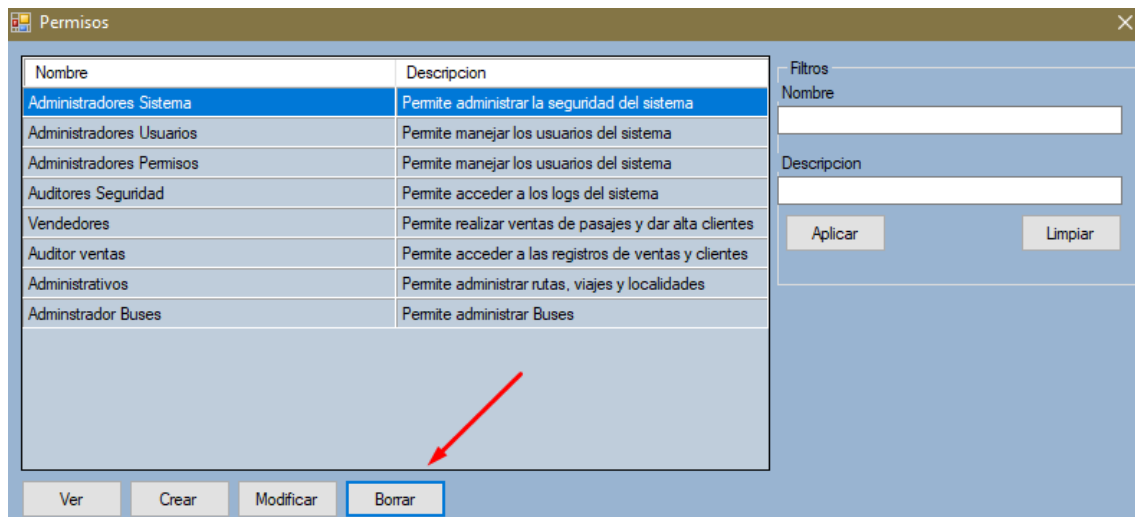 Permisos
Nombre Descripcion
Administradores Sistema Permite administrar la seguridad del sistema
Administradores Usuarios Permite manejar los usuarios del sistema
Administradores Permisos Permite manejar los usuarios del sistema
Auditores Seguridad Permite acceder a los logs del sistema
Vendedores Permite realizar ventas de pasajes y dar alta clientes
Auditor ventas Permite acceder a las registros de ventas y clientes
Administrativos Permite administrar rutas, viajes y localidades
Adminstrador Buses Permite administrar Buses
Ver Crear Modificar Borrar
Filtros
Nombre
Descripcion
Aplicar Limpiar